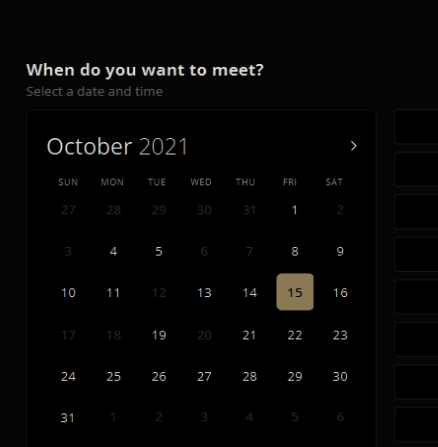 When do you want to meet?
Select a date and time
October 2021 >
SUN MON TUE WED THU FRI SAT
27 28 29 30 31 1 2
3 4 5 6 7 8 9
10 11 12 13 14 15 16
17 18 19 20 21 22 23
24 25 26 27 28 29 30
31 1 2 3 4 5 6